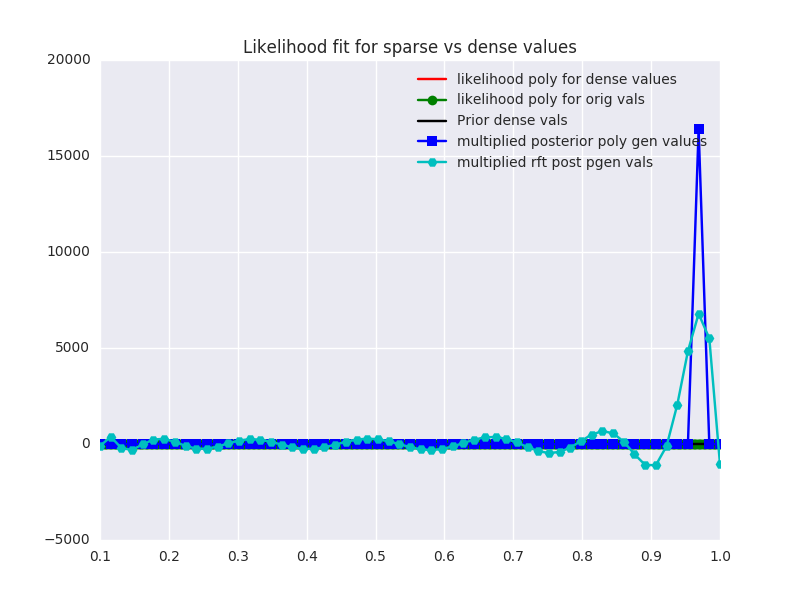 Likelihood fit for sparse vs dense values
20000
15000
10000
5000
0
−5000
likelihood poly for dense values
likelihood poly for orig vals
Prior dense vals
multiplied posterior poly gen values
multiplied rft post pgen vals
0.1 0.2 0.3 0.4 0.5 0.6 0.7 0.8 0.9 1.0